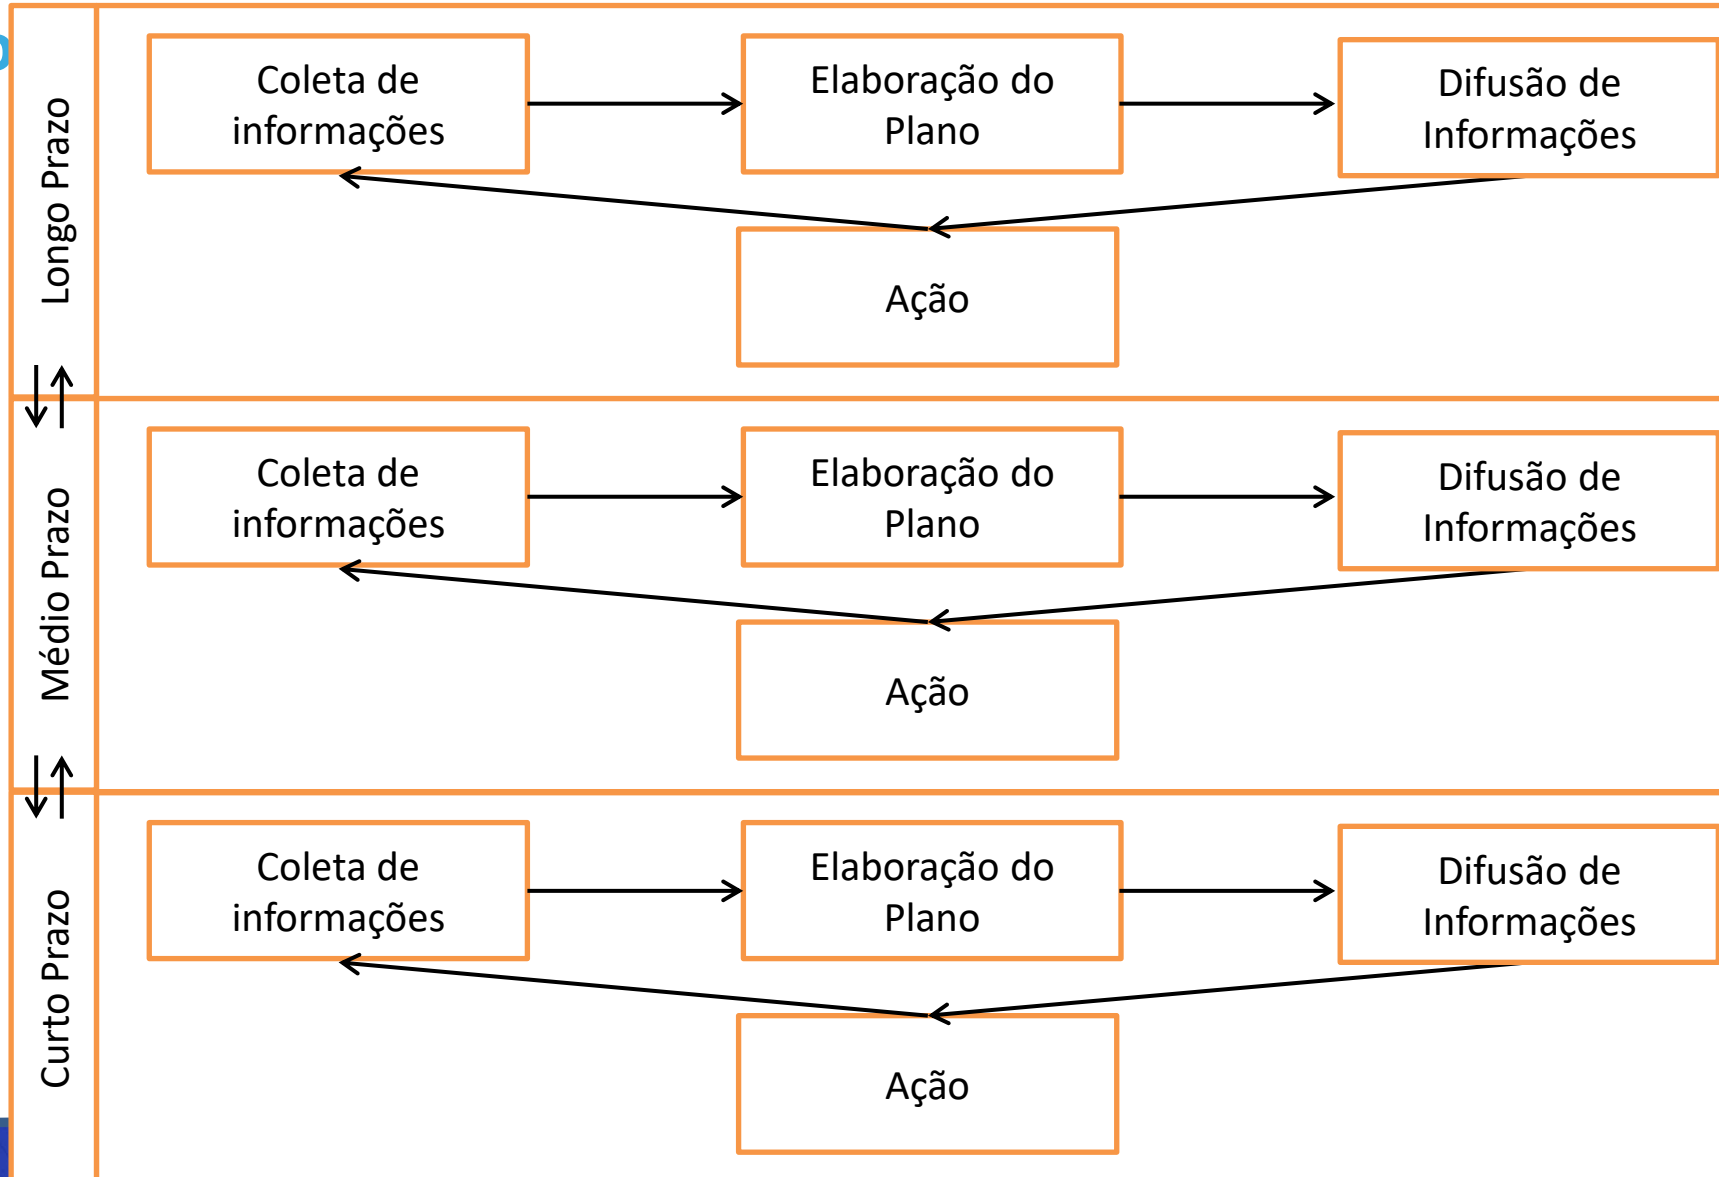 Longo Prazo
Coleta de
informações
Elaboração do
Plano
Difusão de
Informações
Ação
Médio Prazo
Coleta de
informações
Elaboração do
Plano
Difusão de
Informações
Ação
Curto Prazo
Coleta de
informações
Elaboração do
Plano
Difusão de
Informações
Ação